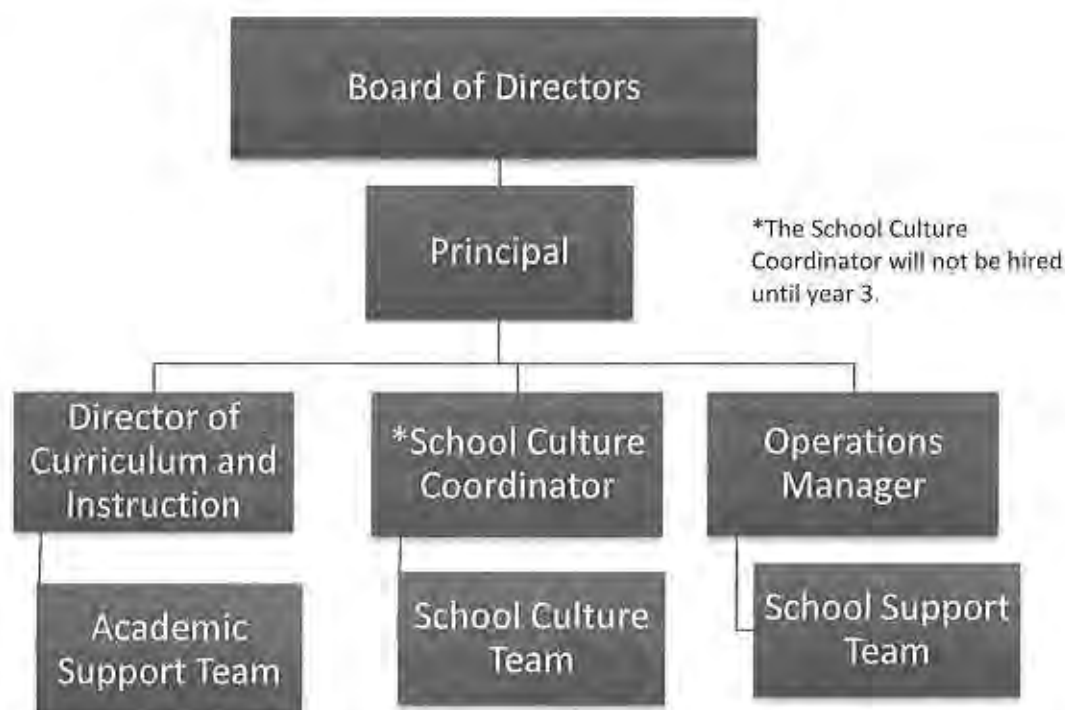 Board of Directors
Principal
*The School Culture
Coordinator will not be hired
until year 3.
Director of
Curriculum and
Instruction
*School Culture
Coordinator
Operations
Manager
Academic
Support Team
School Culture
Team
School Support
Team